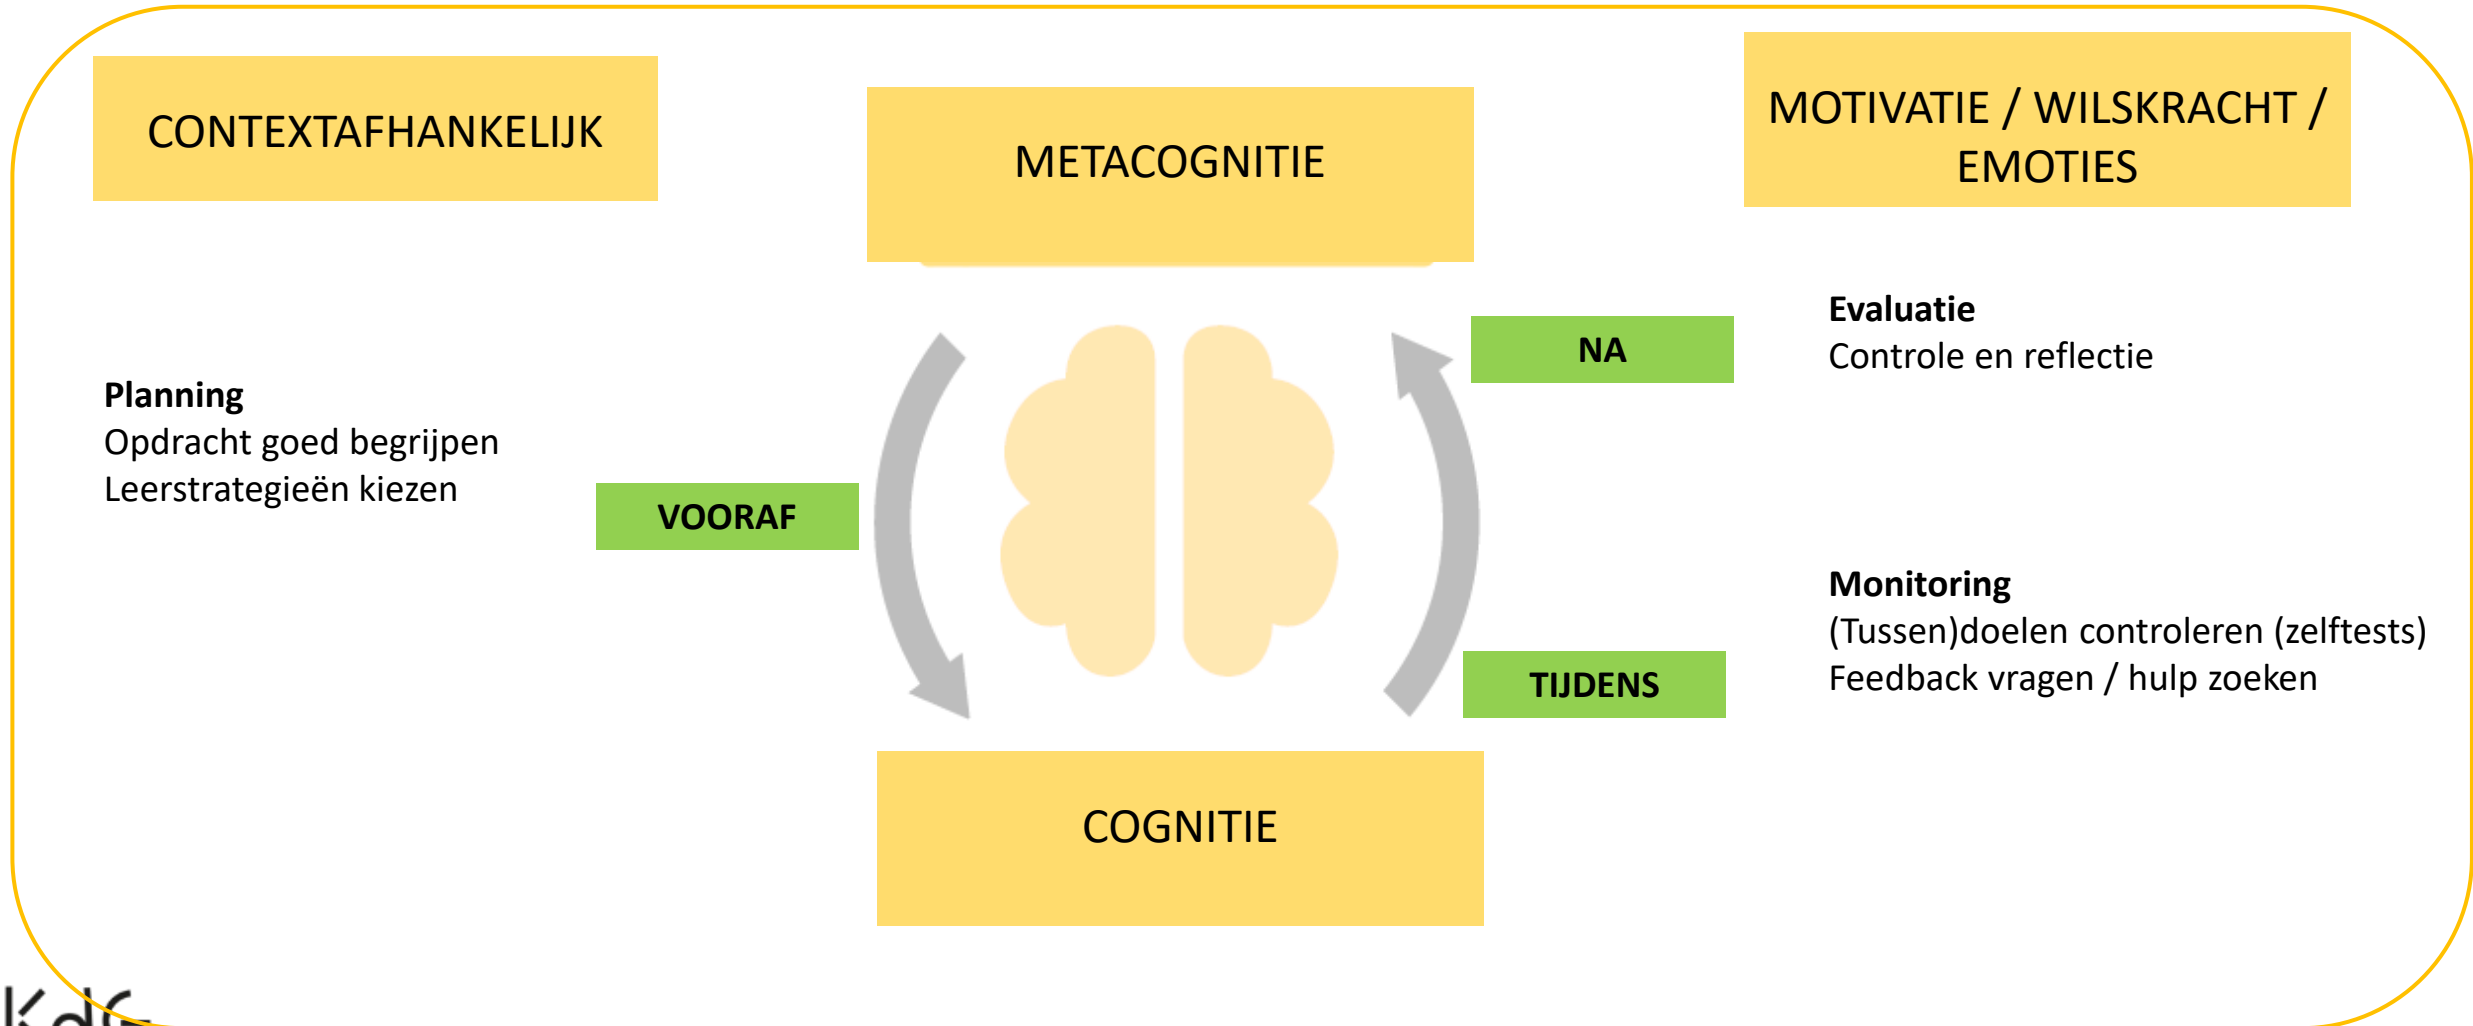 CONTEXTAFHANKELIJK
METACOGNITIE
MOTIVATIE / WILSKRACHT /
EMOTIES
Planning
Opdracht goed begrijpen
Leerstrategieën kiezen
VOORAF
NA
Evaluatie
Controle en reflectie
TIJDENS
Monitoring
(Tussen)doelen controleren (zelftests)
Feedback vragen / hulp zoeken
COGNITIE
KdG